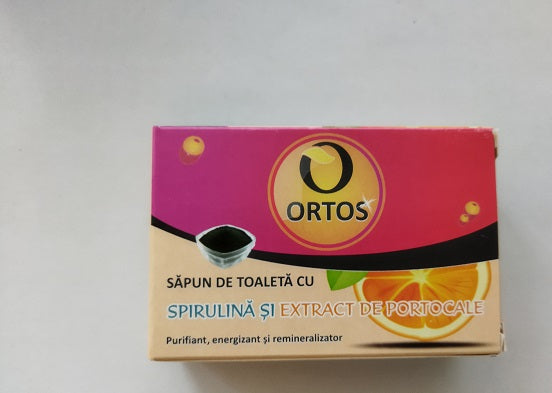 ORTOS
SĂPUN DE TOALETĂ CU
SPIRULINĂ ȘI EXTRACT DE PORTOCALE
Purifiant, energizant și remineralizator